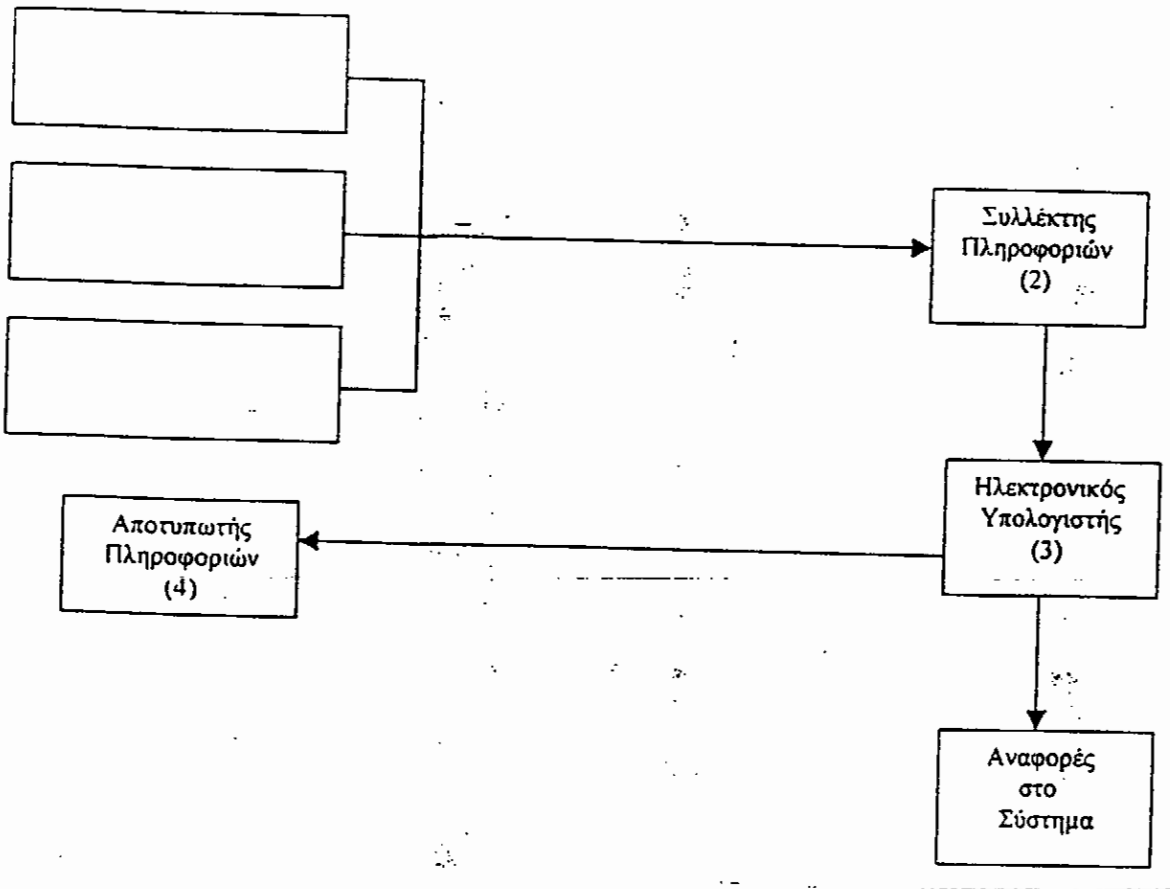 Συλλέκτης
Πληροφοριών
(2)
Ηλεκτρονικός
Υπολογιστής
(3)
Αποτυπωτής
Πληροφοριών
(4)
Αναφορές
στο
Σύστημα